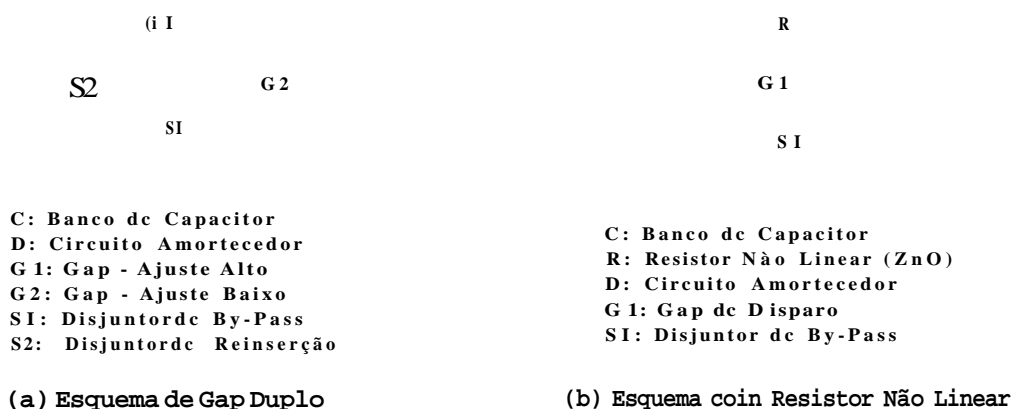 (i I
S2
G 2
SI
C: Banco dc Capacitor
D: Circuito Amortecedor
G 1: Gap - Ajuste Alto
G2: Gap - Ajuste Baixo
SI: Disjuntordc By-Pass
S2: Disjuntordc Reinserção
(a) Esquema de Gap Duplo
R
G 1
S I
C: Banco dc Capacitor
R: Resistor Nào Linear (ZnO)
D: Circuito Amortecedor
G 1: Gap dc Disparo
SI: Disjuntor dc By-Pass
(b) Esquema coin Resistor Não Linear